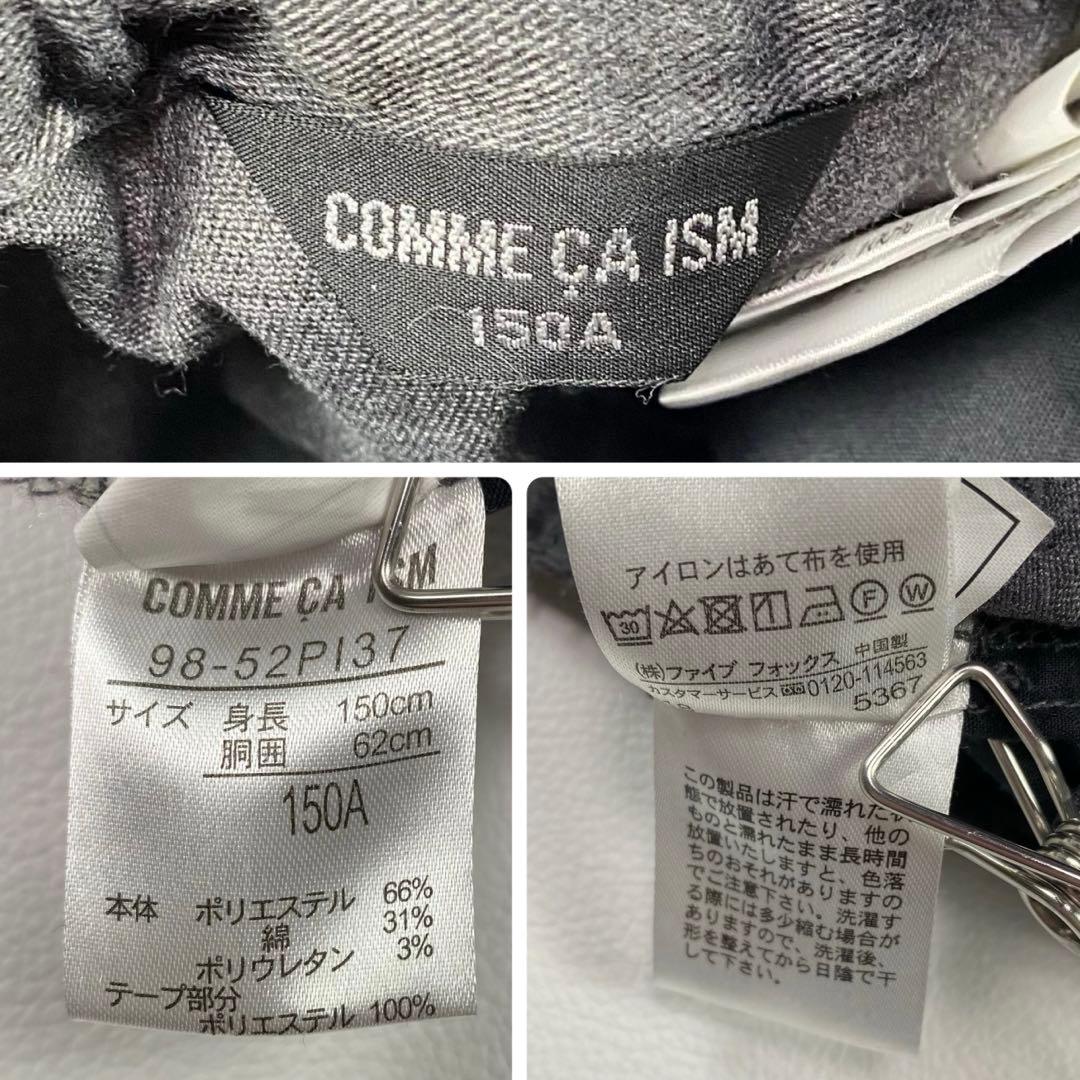 COMME ÇA ISM
150A
COMME ÇA ISM
98-52PI37
サイズ 身長 150cm
胴囲 62cm
150A
本体 ポリエステル 66%
綿 31%
ポリウレタン 3%
テープ部分
ポリエステル 100%
アイロンはあて布を使用
30 F W
(株)ファイブ フォックス 中国製
カスタマーサービス 0120-114563
5367
この製品は汗で濡れた状
態で放置されたり、他の
ものと濡れたまま長時間
放置いたしますと、色落
ちのおそれがありますの
でご注意下さい。洗濯す
る際には多少縮む場合が
ありますので、洗濯後、
形を整えてから日陰で干
して下さい。